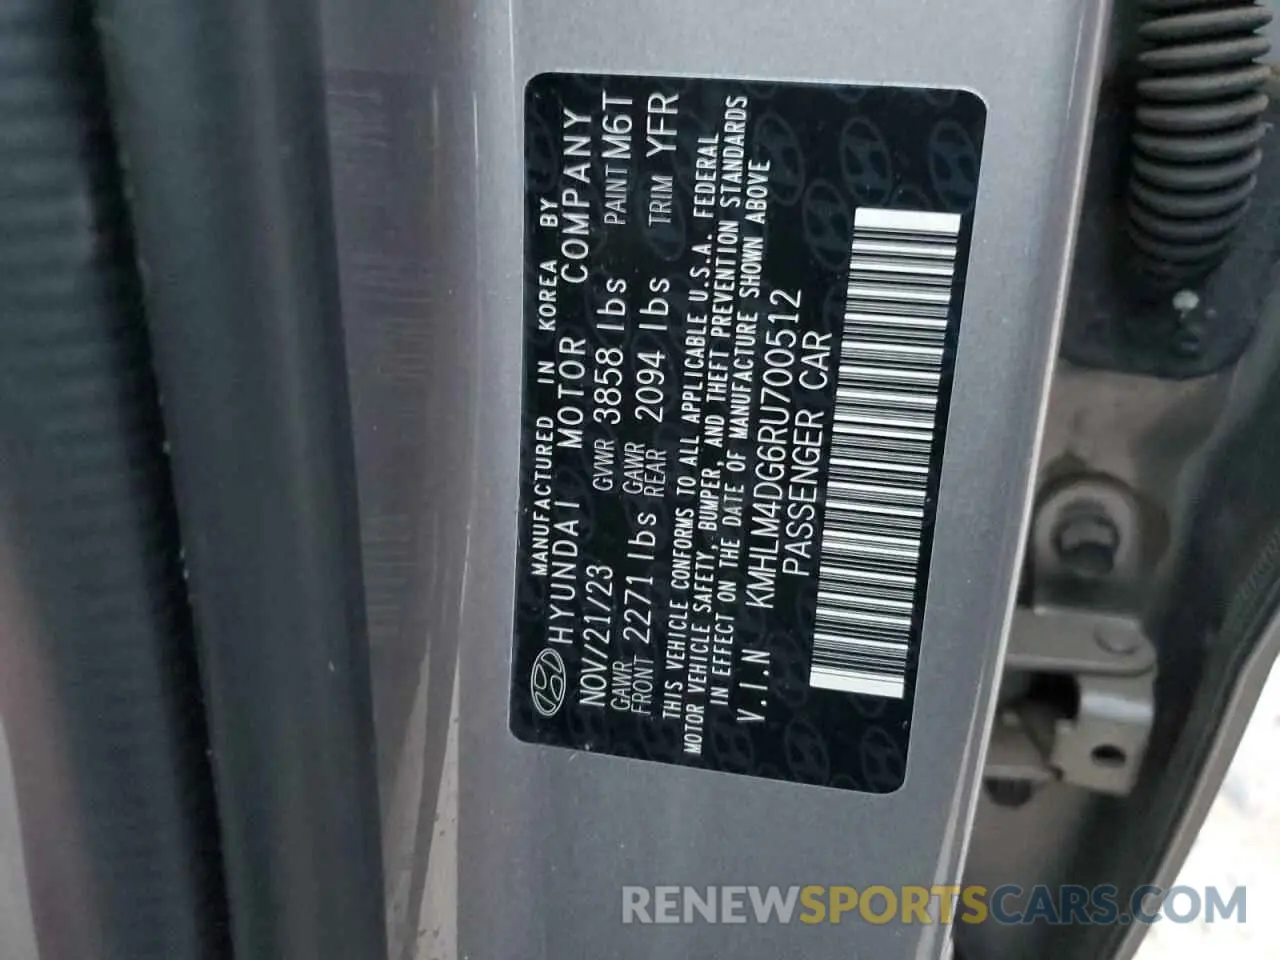 MANUFACTURED IN KOREA BY
HYUNDAI MOTOR COMPANY
NOV/21/23 GVWR 3858 lbs PAINT M6T
GAWR FRONT 2271 lbs GAWR REAR 2094 lbs TRIM YFR
THIS VEHICLE CONFORMS TO ALL APPLICABLE U.S.A. FEDERAL
MOTOR VEHICLE SAFETY, BUMPER, AND THEFT PREVENTION STANDARDS
IN EFFECT ON THE DATE OF MANUFACTURE SHOWN ABOVE
V.I.N KMHLM4DG6RU700512
PASSENGER CAR
RENEWSPORTSCARS.COM